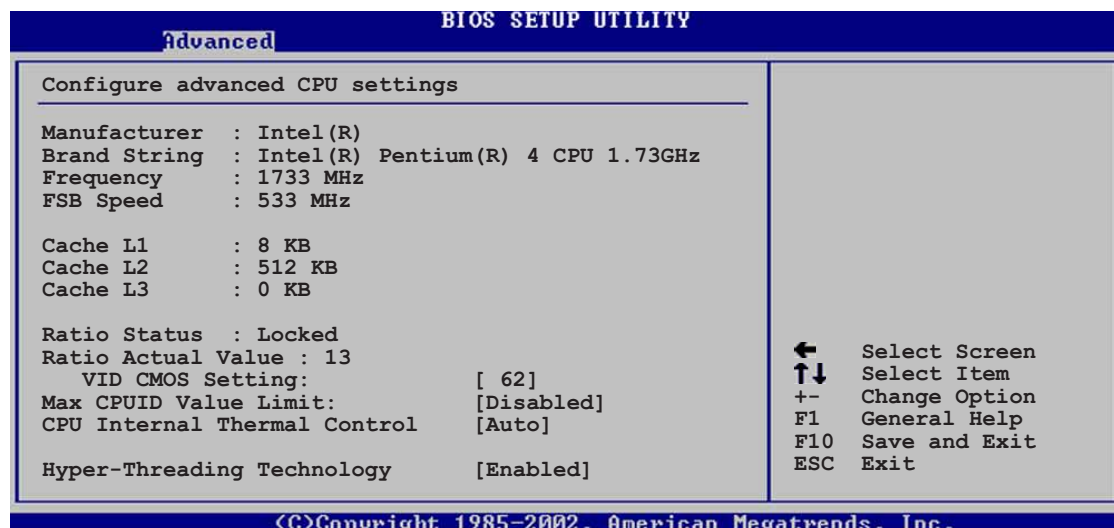 BIOS SETUP UTILITY
Advanced
Configure advanced CPU settings
Manufacturer : Intel(R)
Brand String : Intel(R) Pentium(R) 4 CPU 1.73GHz
Frequency : 1733 MHz
FSB Speed : 533 MHz
Cache L1 : 8 KB
Cache L2 : 512 KB
Cache L3 : 0 KB
Ratio Status : Locked
Ratio Actual Value : 13
VID CMOS Setting: [ 62]
Max CPUID Value Limit: [Disabled]
CPU Internal Thermal Control [Auto]
Hyper-Threading Technology [Enabled]
← Select Screen
↑↓ Select Item
+- Change Option
F1 General Help
F10 Save and Exit
ESC Exit
(C)Copyright 1985-2002, American Megatrends, Inc.